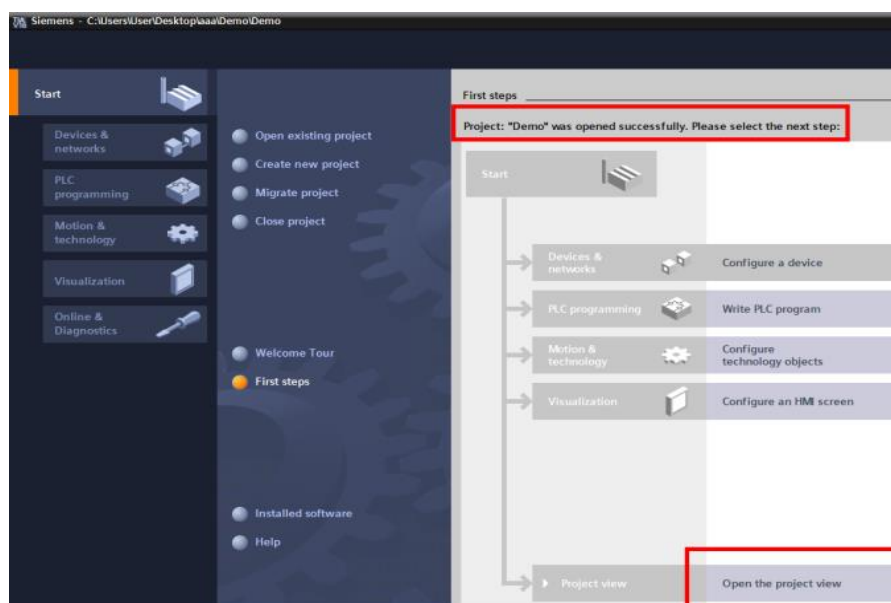 Siemens - C:\Users\User\Desktop\aaa\Demo\Demo
Start
Devices &
networks
PLC
programming
Motion &
technology
Visualization
Online &
Diagnostics
Open existing project
Create new project
Migrate project
Close project
Welcome Tour
First steps
Installed software
Help
First steps
Project: "Demo" was opened successfully. Please select the next step:
Start
Devices &
networks
Configure a device
PLC programming
Write PLC program
Motion &
technology
Configure
technology objects
Visualization
Configure an HMI screen
Project view
Open the project view